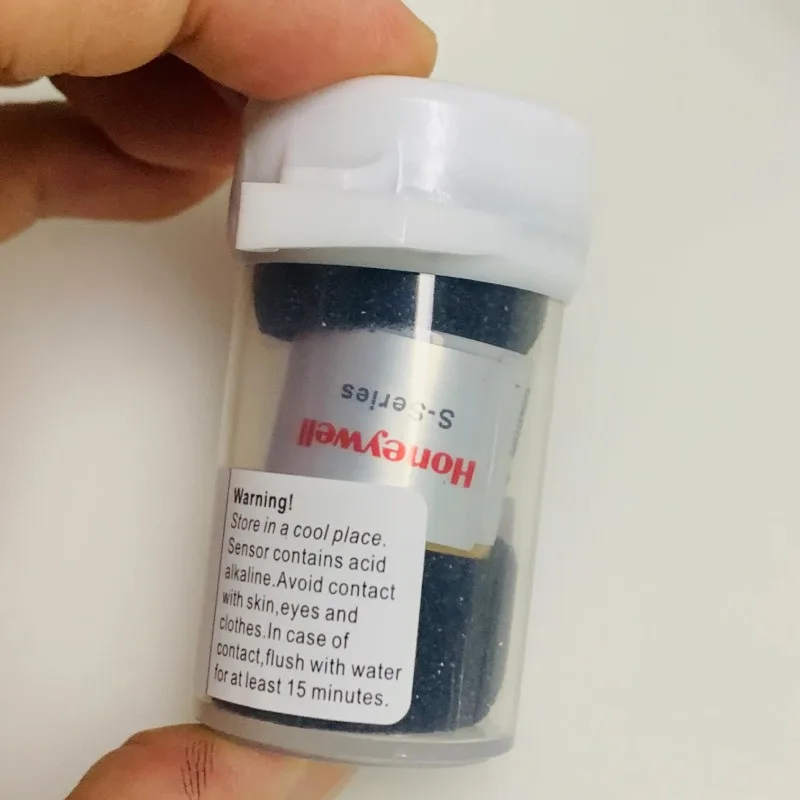 S-Series
Honeywell
Warning!
Store in a cool place.
Sensor contains acid
alkaline.Avoid contact
with skin,eyes and
clothes.In case of
contact,flush with water
for at least 15 minutes.